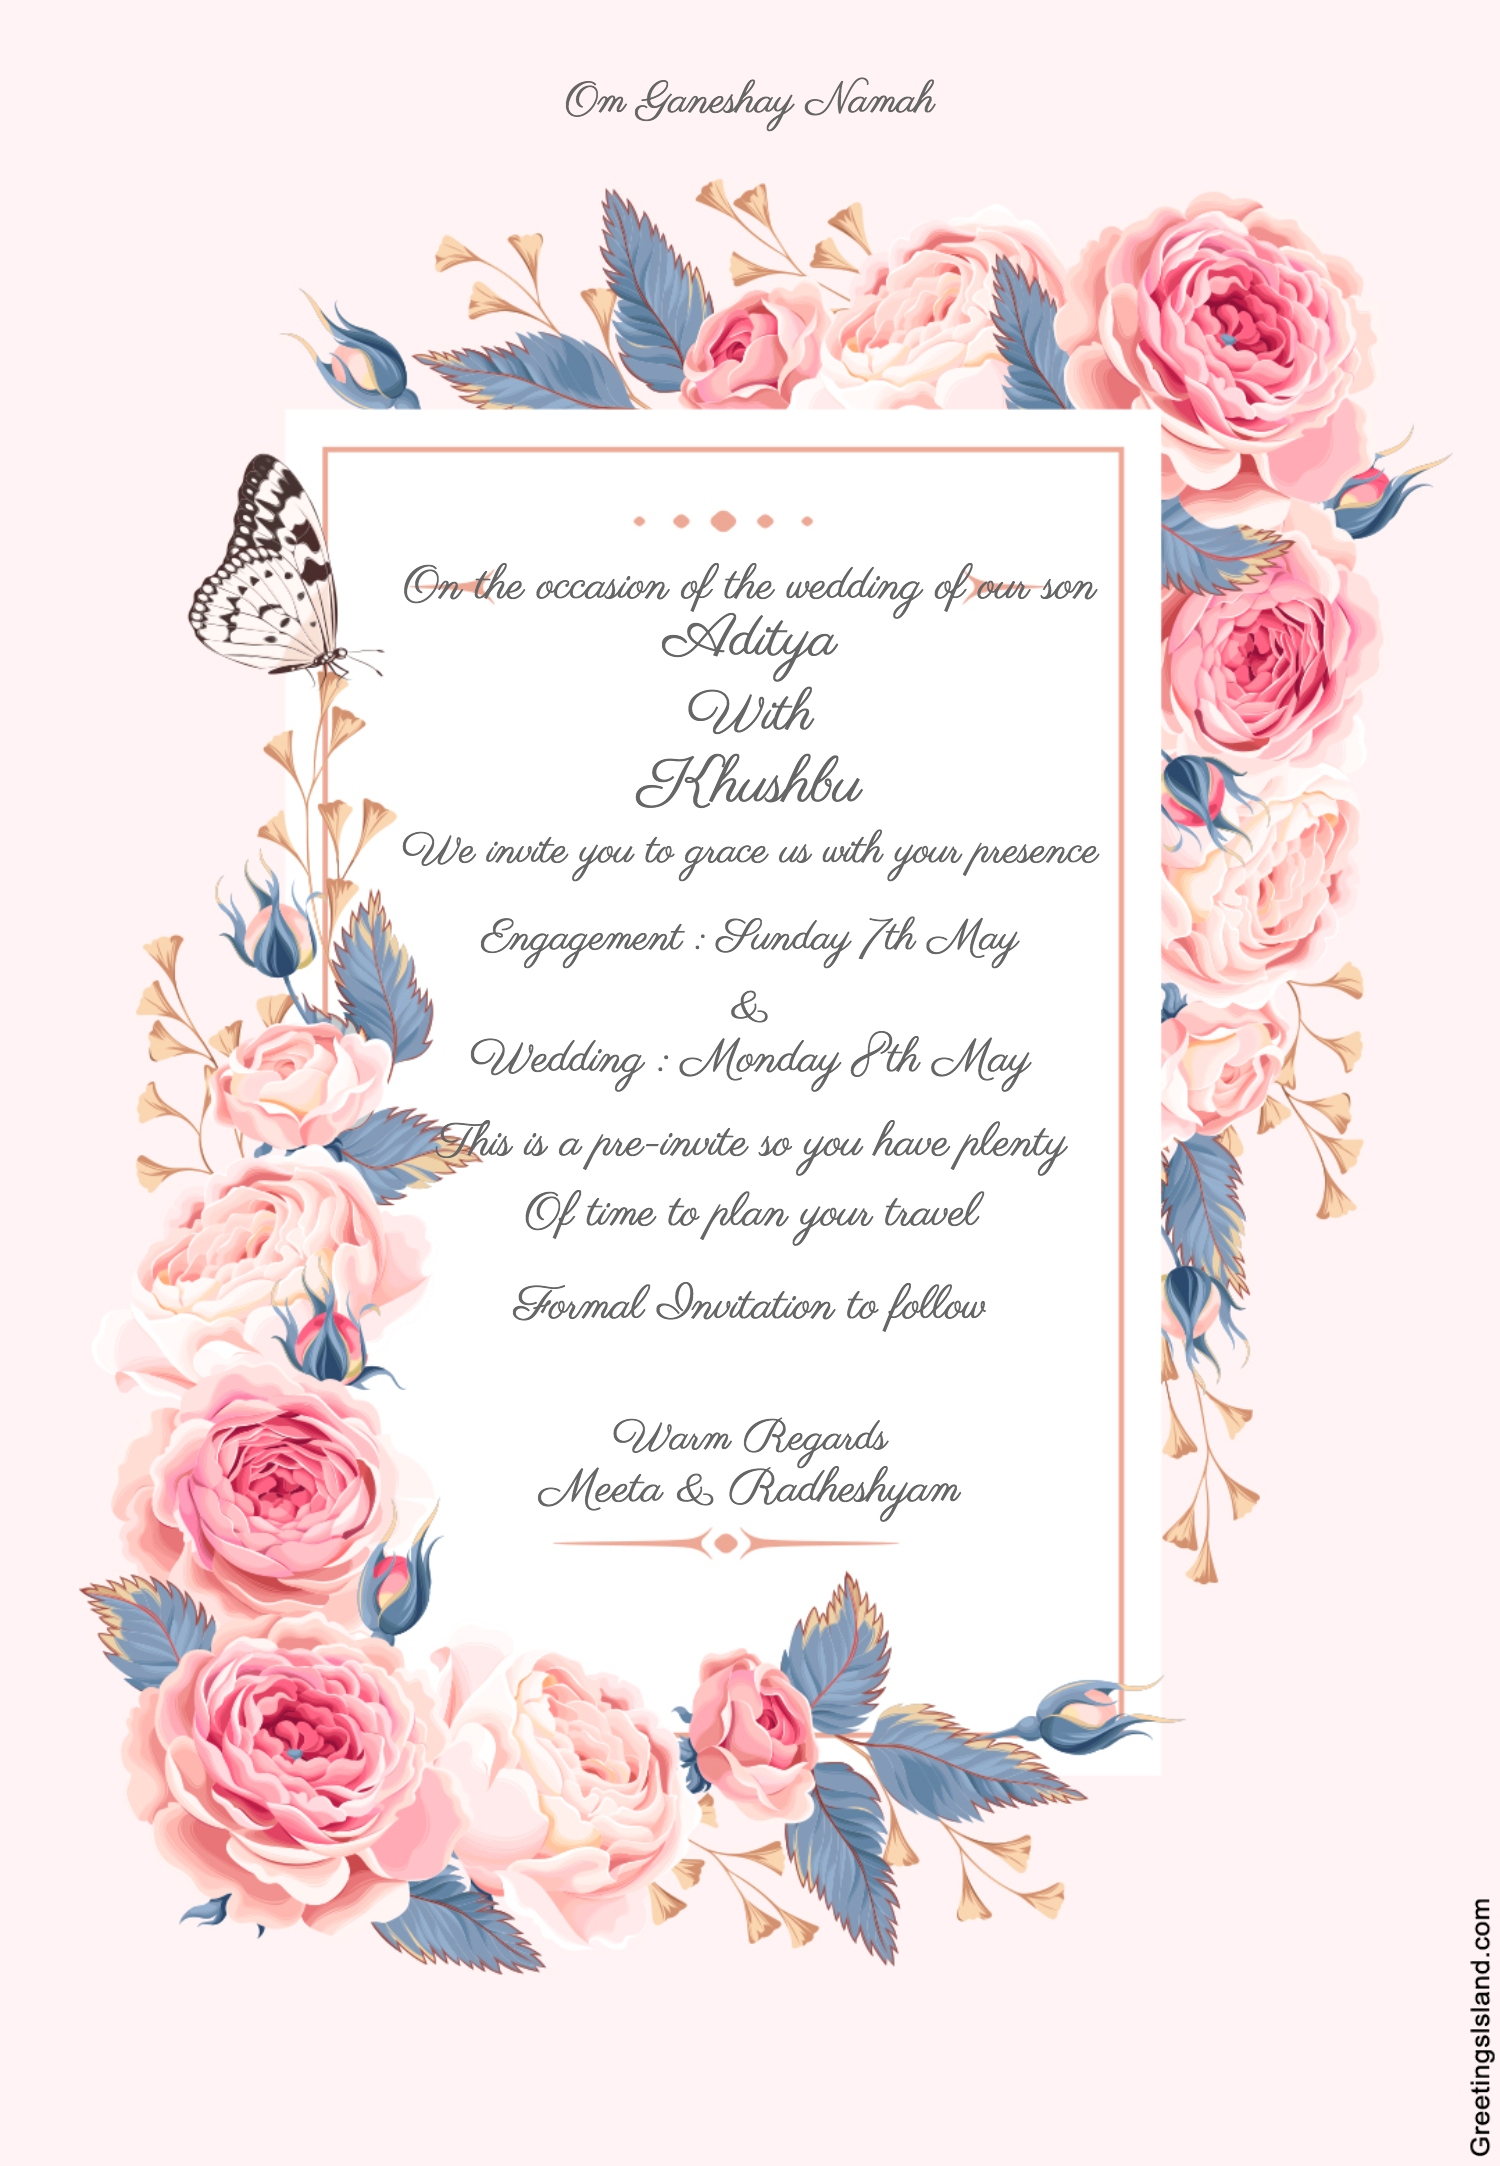 Om Ganeshay Namah
On the occasion of the wedding of our son
Aditya
With
Khushbu
We invite you to grace us with your presence
Engagement : Sunday 7th May
&
Wedding : Monday 8th May
This is a pre-invite so you have plenty
Of time to plan your travel
Formal Invitation to follow
Warm Regards
Meeta & Radheshyam
GreetingsIsland.com